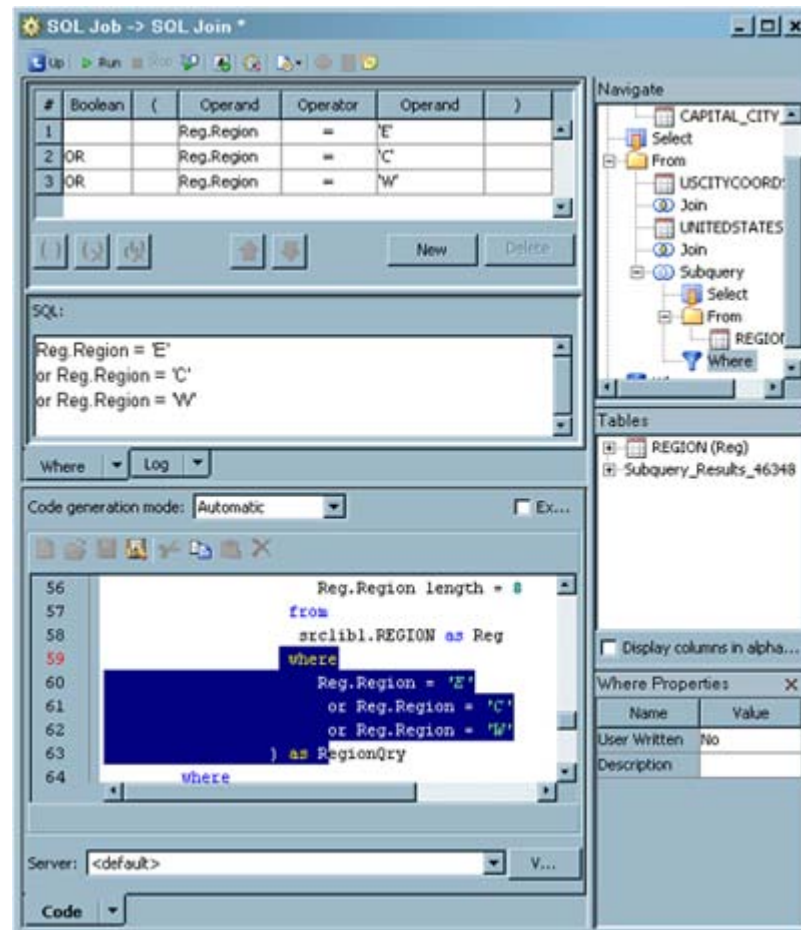 SQL Job -> SQL Join *
Up Run Stop
# Boolean ( Operand Operator Operand )
1 Reg.Region = 'E'
2 OR Reg.Region = 'C'
3 OR Reg.Region = 'W'
New Delete
SQL:
Reg.Region = 'E'
or Reg.Region = 'C'
or Reg.Region = 'W'
Where Log
Code generation mode: Automatic Ex...
56 Reg.Region length = 8
57 from
58 srclib1.REGION as Reg
59 where
60 Reg.Region = 'E'
61 or Reg.Region = 'C'
62 or Reg.Region = 'W'
63 ) as RegionQry
64 where
Server: <default> V...
Code
Navigate
CAPITAL_CITY
Select
From
USCITYCOORDS
Join
UNITEDSTATES
Join
Subquery
Select
From
REGION
Where
Tables
REGION (Reg)
Subquery_Results_46348
Display columns in alpha...
Where Properties X
Name Value
User Written No
Description